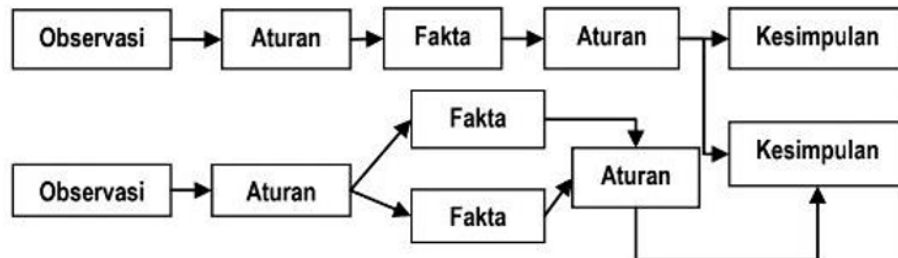 Observasi
Aturan
Fakta
Aturan
Kesimpulan
Fakta
Observasi
Aturan
Fakta
Aturan
Kesimpulan